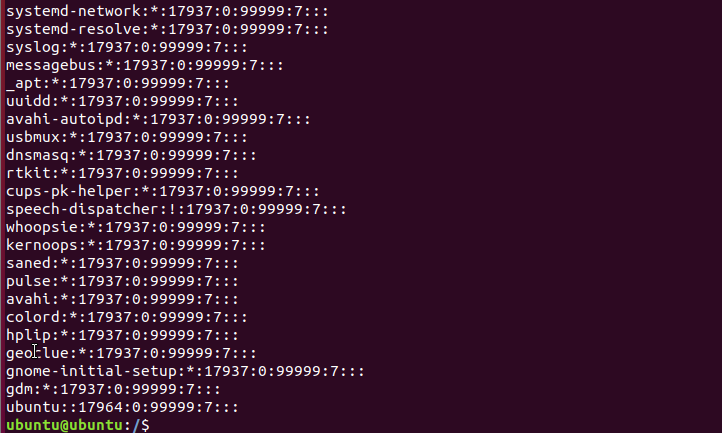 systemd-network:*:17937:0:99999:7:::
systemd-resolve:*:17937:0:99999:7:::
syslog:*:17937:0:99999:7:::
messagebus:*:17937:0:99999:7:::
_apt:*:17937:0:99999:7:::
uuidd:*:17937:0:99999:7:::
avahi-autoipd:*:17937:0:99999:7:::
usbmux:*:17937:0:99999:7:::
dnsmasq:*:17937:0:99999:7:::
rtkit:*:17937:0:99999:7:::
cups-pk-helper:*:17937:0:99999:7:::
speech-dispatcher:!:17937:0:99999:7:::
whoopsie:*:17937:0:99999:7:::
kernoops:*:17937:0:99999:7:::
saned:*:17937:0:99999:7:::
pulse:*:17937:0:99999:7:::
avahi:*:17937:0:99999:7:::
colord:*:17937:0:99999:7:::
hplip:*:17937:0:99999:7:::
geoclue:*:17937:0:99999:7:::
gnome-initial-setup:*:17937:0:99999:7:::
gdm:*:17937:0:99999:7:::
ubuntu::17964:0:99999:7:::
ubuntu@ubuntu:/$